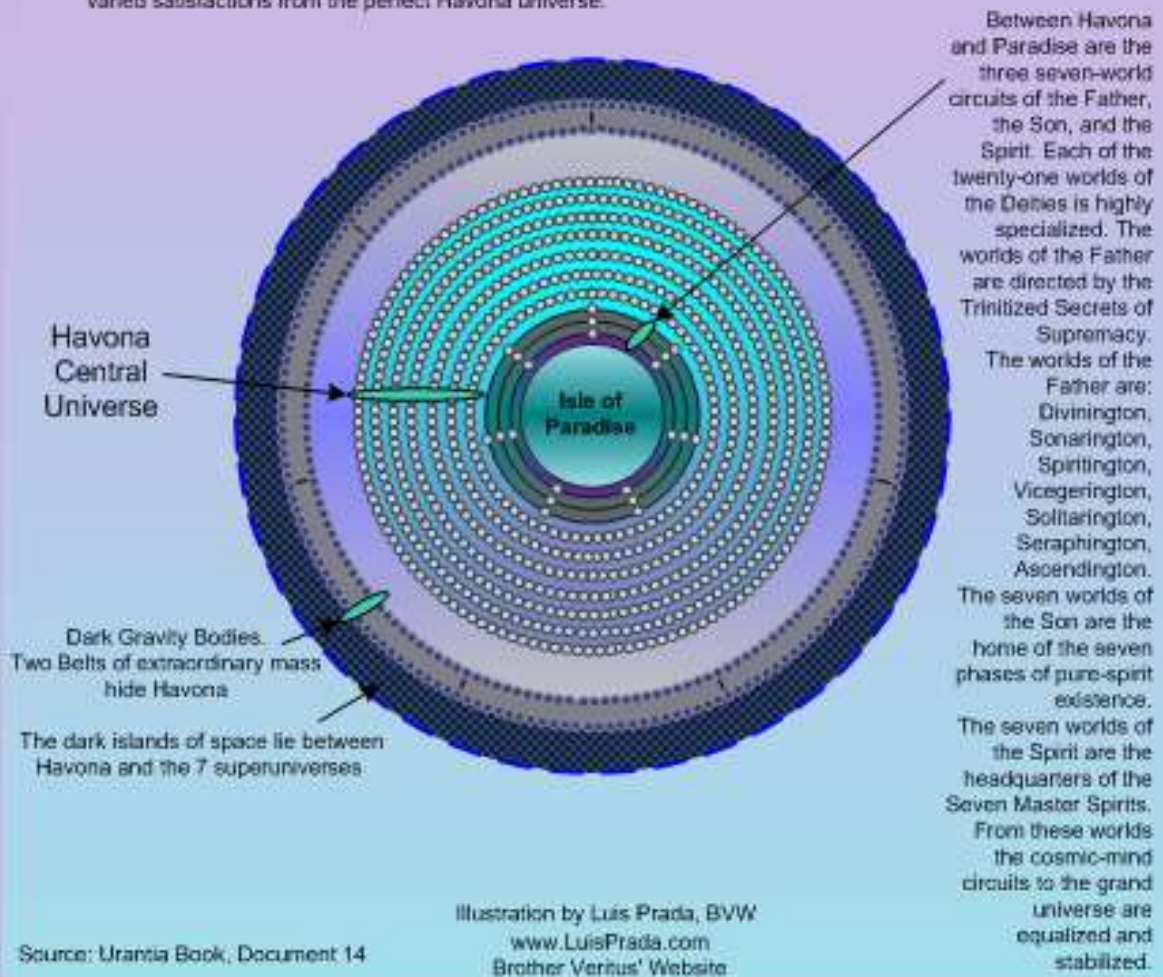 varied satisfactions from the perfect Havona universe.
Between Havona
and Paradise are the
three seven-world
circuits of the Father,
the Son, and the
Spirit. Each of the
twenty-one worlds of
the Deities is highly
specialized. The
worlds of the Father
are directed by the
Trinitized Secrets of
Supremacy.
The worlds of the
Father are:
Divinington,
Sonarington,
Spiritington,
Vicegerington,
Solitarington,
Seraphington,
Ascendington.
The seven worlds of
the Son are the
home of the seven
phases of pure-spirit
existence.
The seven worlds of
the Spirit are the
headquarters of the
Seven Master Spirits.
From these worlds
the cosmic-mind
circuits to the grand
universe are
equalized and
stabilized.
Havona
Central
Universe
Isle of
Paradise
Dark Gravity Bodies.
Two Belts of extraordinary mass
hide Havona
The dark islands of space lie between
Havona and the 7 superuniverses
Illustration by Luis Prada, BVW
www.LuisPrada.com
Brother Veritus' Website
Source: Urantia Book, Document 14